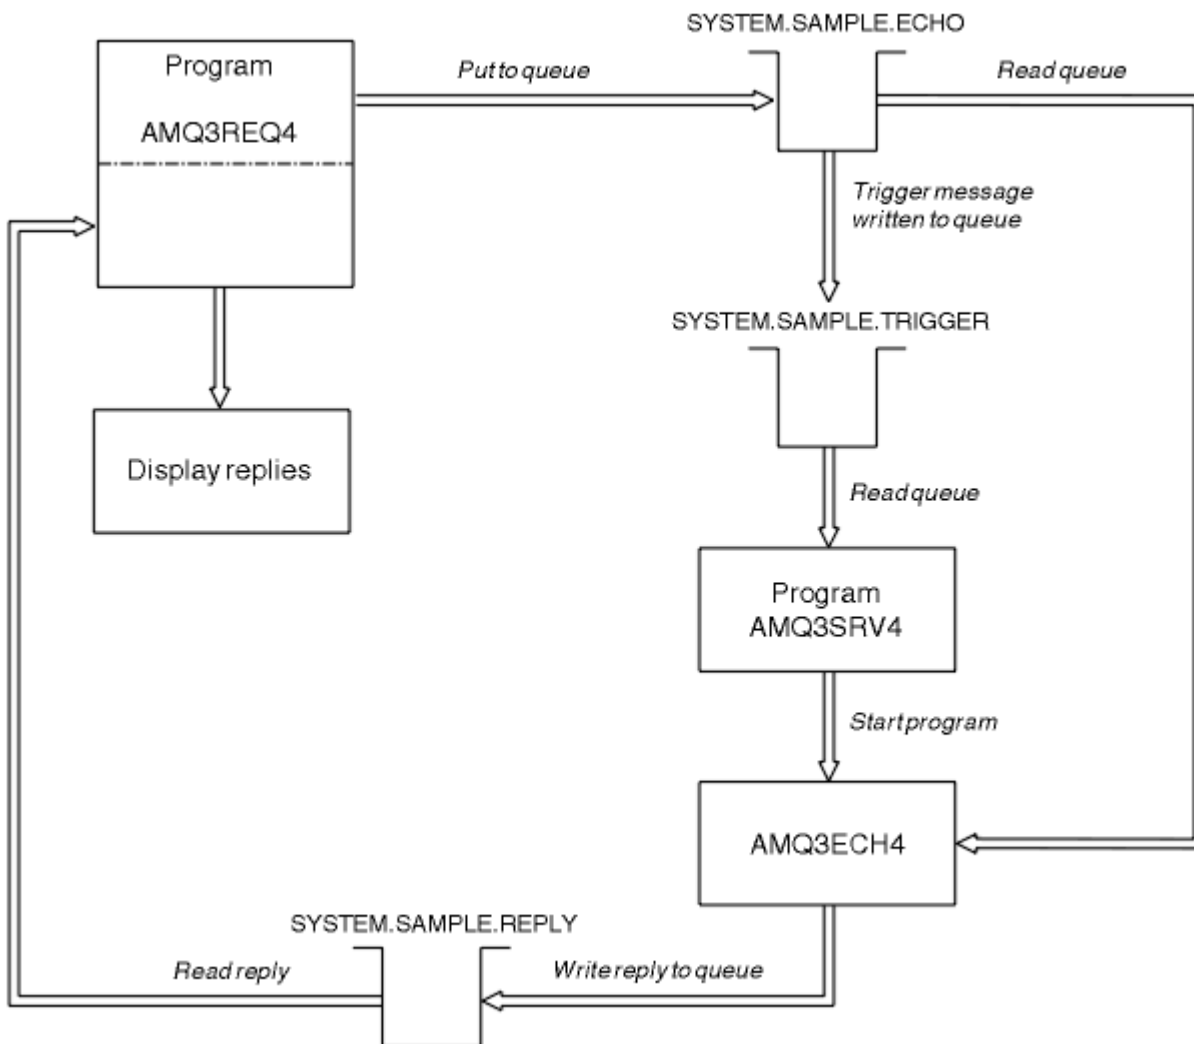 SYSTEM.SAMPLE.ECHO
Program
AMQ3REQ4
Put to queue
Read queue
Trigger message
written to queue
SYSTEM.SAMPLE.TRIGGER
Display replies
Read queue
Program
AMQ3SRV4
Start program
AMQ3ECH4
SYSTEM.SAMPLE.REPLY
Read reply
Write reply to queue